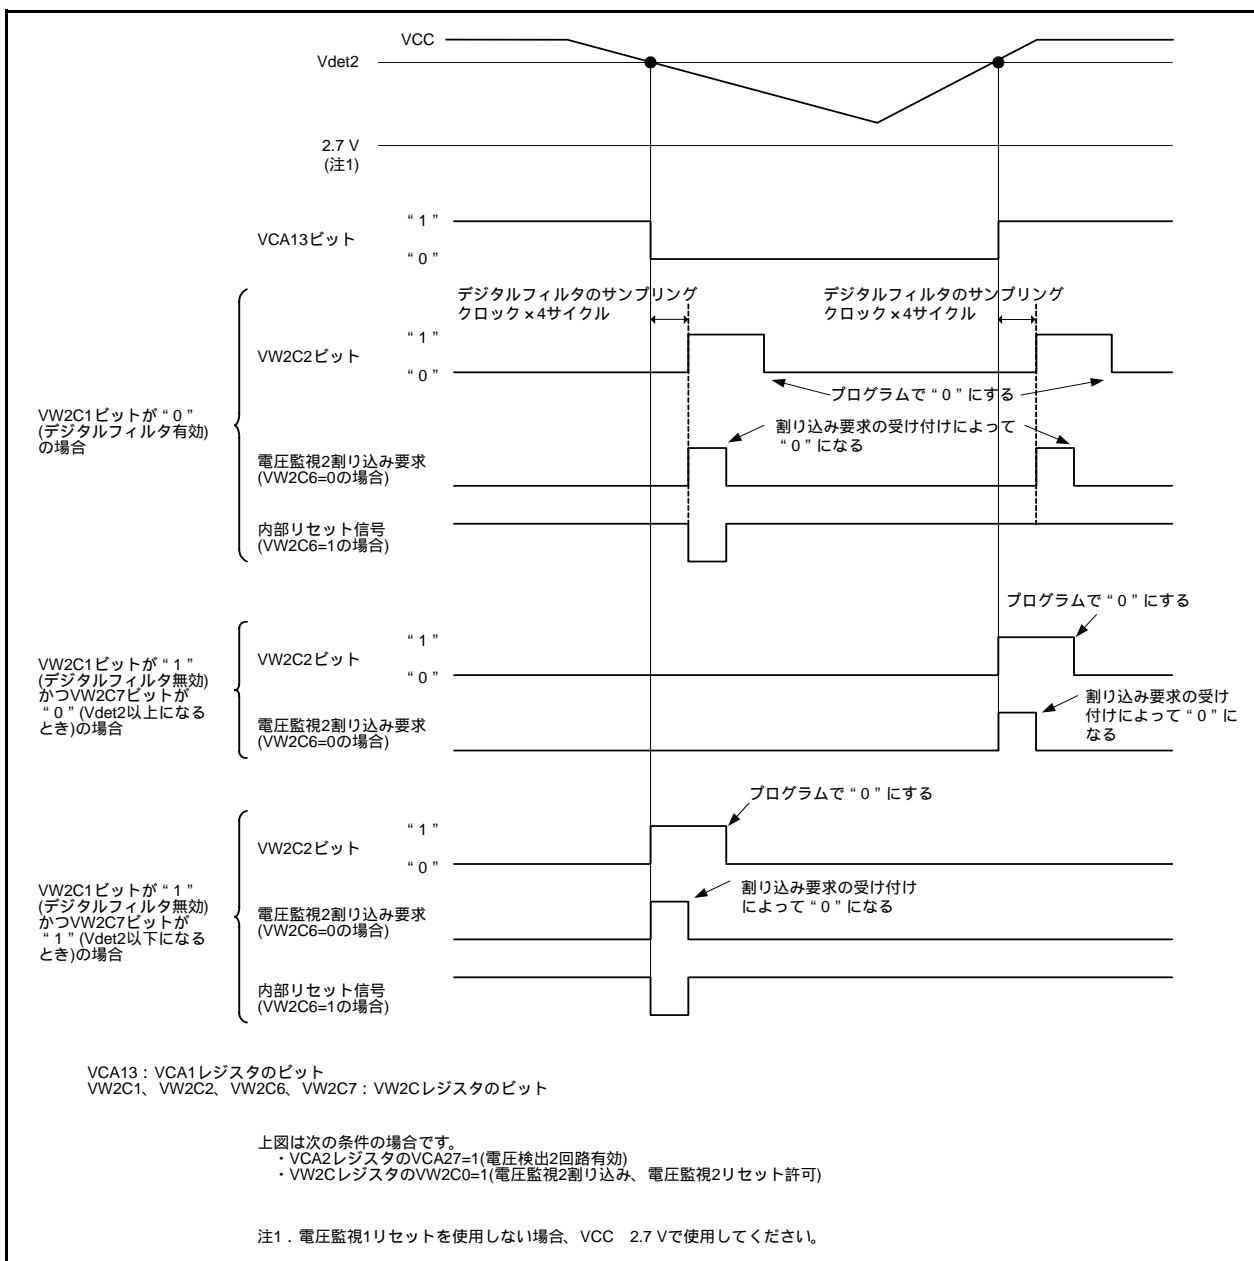 VCC
Vdet2
2.7 V
(注1)
VCA13ビット
“ 1 ”
“ 0 ”
デジタルフィルタのサンプリング
クロック × 4サイクル
デジタルフィルタのサンプリング
クロック × 4サイクル
VW2C1ビットが “ 0 ”
(デジタルフィルタ有効)
の場合
VW2C2ビット
“ 1 ”
“ 0 ”
プログラムで “ 0 ” にする
割り込み要求の受け付けによって
“ 0 ” になる
電圧監視2割り込み要求
(VW2C6=0の場合)
内部リセット信号
(VW2C6=1の場合)
VW2C1ビットが “ 1 ”
(デジタルフィルタ無効)
かつVW2C7ビットが
“ 0 ” (Vdet2以上になる
とき)の場合
VW2C2ビット
“ 1 ”
“ 0 ”
プログラムで “ 0 ” にする
電圧監視2割り込み要求
(VW2C6=0の場合)
割り込み要求の受け
付けによって “ 0 ” に
なる
VW2C1ビットが “ 1 ”
(デジタルフィルタ無効)
かつVW2C7ビットが
“ 1 ” (Vdet2以下になる
とき)の場合
VW2C2ビット
“ 1 ”
“ 0 ”
プログラムで “ 0 ” にする
電圧監視2割り込み要求
(VW2C6=0の場合)
割り込み要求の受け付け
によって “ 0 ” になる
内部リセット信号
(VW2C6=1の場合)
VCA13 : VCA1レジスタのビット
VW2C1、VW2C2、VW2C6、VW2C7 : VW2Cレジスタのビット
上図は次の条件の場合です。
・VCA2レジスタのVCA27=1(電圧検出2回路有効)
・VW2CレジスタのVW2C0=1(電圧監視2割り込み、電圧監視2リセット許可)
注1 . 電圧監視1リセットを使用しない場合、VCC 2.7 Vで使用してください。